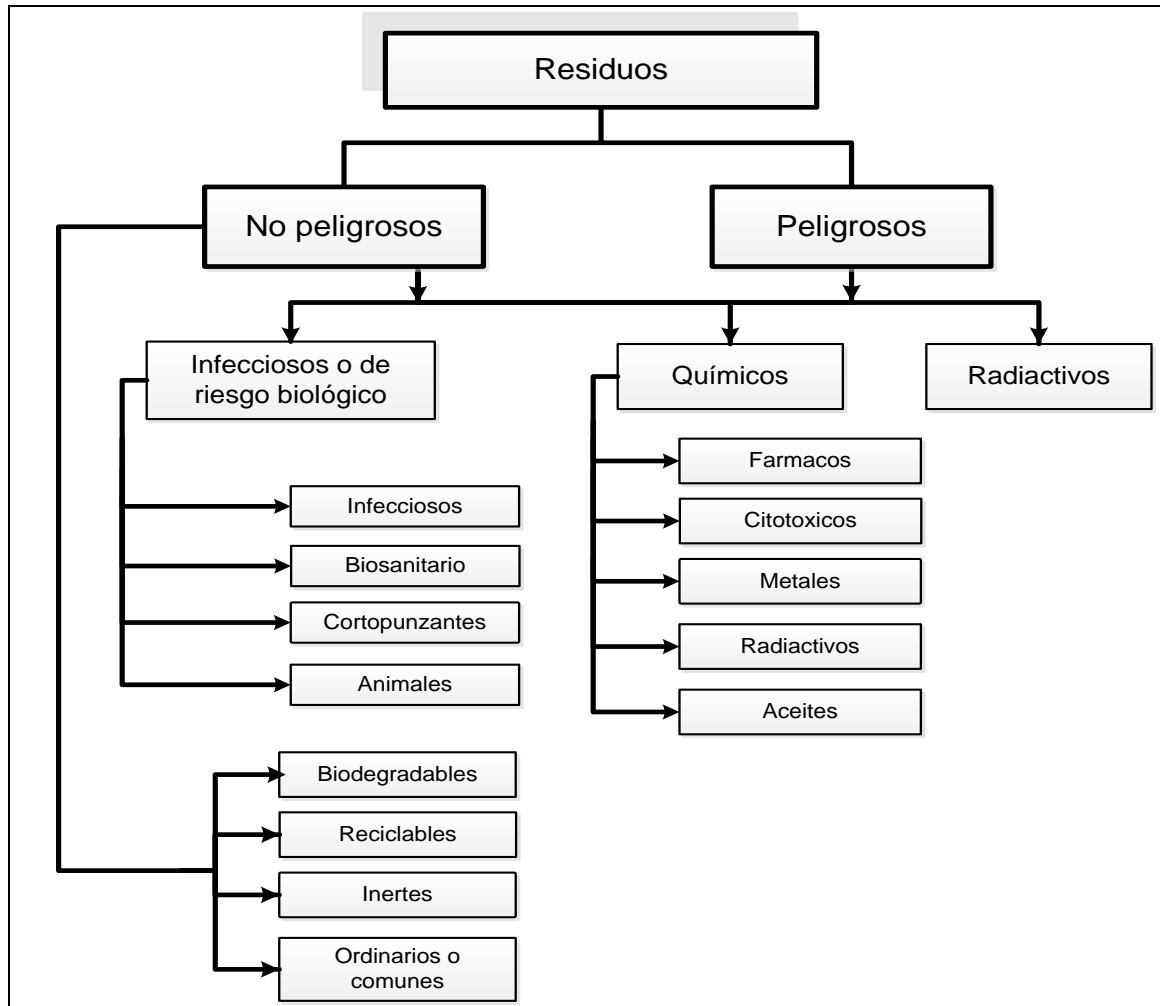 Residuos
No peligrosos
Peligrosos
Infecciosos o de
riesgo biológico
Químicos
Radiactivos
Farmacos
Citotoxicos
Metales
Radiactivos
Aceites
Infecciosos
Biosanitario
Cortopunzantes
Animales
Biodegradables
Reciclables
Inertes
Ordinarios o
comunes